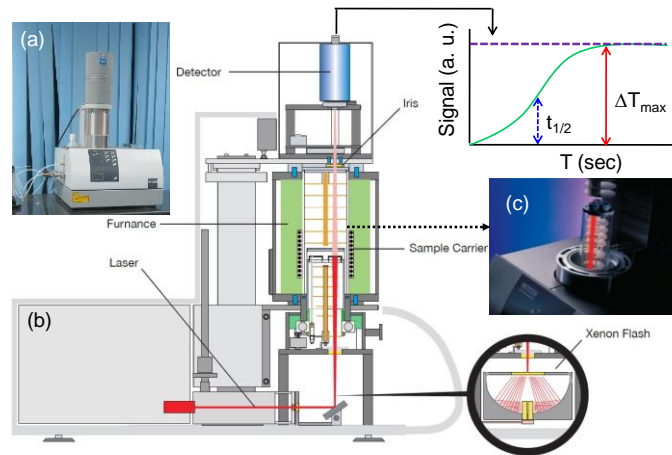 (a)
Detector
Iris
Signal (a. u.)
ΔTmax
t1/2
T (sec)
(c)
Furnance
Sample Carrier
Laser
(b)
Xenon Flash